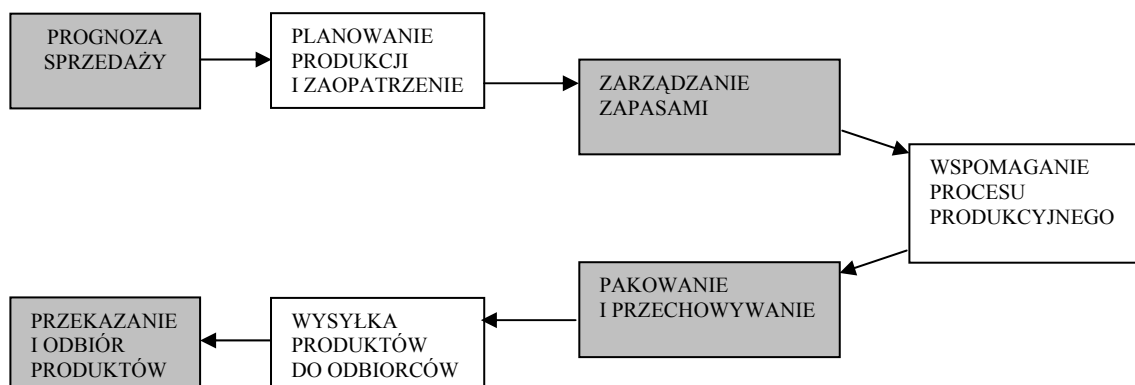 PROGNOZA
SPRZEDAŻY
PLANOWANIE
PRODUKCJI
I ZAOPATRZENIE
ZARZĄDZANIE
ZAPASAMI
WSPOMAGANIE
PROCESU
PRODUKCYJNEGO
PAKOWANIE
I PRZECHOWYWANIE
WYSYŁKA
PRODUKTÓW
DO ODBIORCÓW
PRZEKAZANIE
I ODBIÓR
PRODUKTÓW